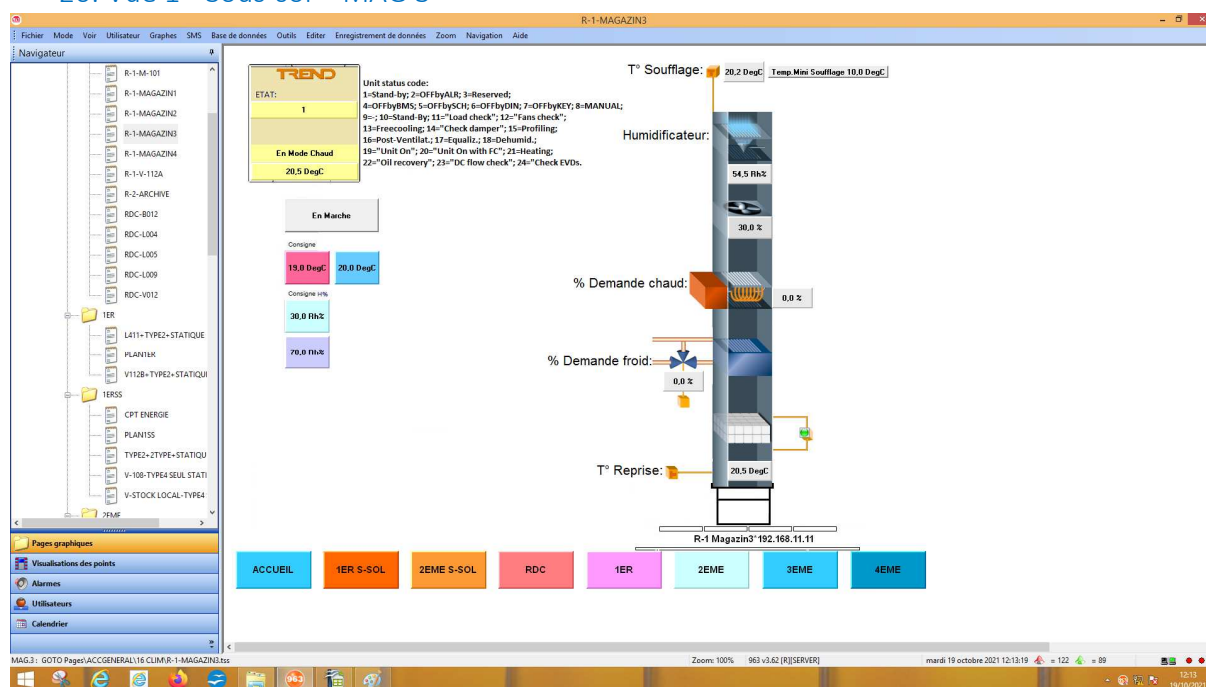 R-1-MAGAZIN3
Fichier Mode Voir Utilisateur Graphes SMS Base de données Outils Editer Enregistrement de données Zoom Navigation Aide
Navigateur
R-1-M-101
R-1-MAGAZIN1
R-1-MAGAZIN2
R-1-MAGAZIN3
R-1-MAGAZIN4
R-1-V-112A
R-2-ARCHIVE
RDC-B012
RDC-L004
RDC-L005
RDC-L009
RDC-V012
1ER
L411+TYPE2+STATIQUE
PLAN1ER
V112B+TYPE2+STATIQUI
1ERSS
CPT ENERGIE
PLAN1SS
TYPE2+2TYPE+STATIQU
V-108-TYPE4 SEUL STATI
V-STOCK LOCAL-TYPE4
2EME
Pages graphiques
Visualisations des points
Alarmes
Utilisateurs
Calendrier
TREND
ETAT:
1
En Mode Chaud
20,5 DegC
Unit status code:
1=Stand-by; 2=OFFbyALR; 3=Reserved;
4=OFFbyBMS; 5=OFFbySCH; 6=OFFbyDIN; 7=OFFbyKEY; 8=MANUAL;
9=-; 10=Stand-By; 11="Load check"; 12="Fans check";
13=Freecooling; 14="Check damper"; 15=Profiling;
16=Post-Ventilat.; 17=Equaliz.; 18=Dehumid.;
19="Unit On"; 20="Unit On with FC"; 21=Heating;
22="Oil recovery"; 23="DC flow check"; 24="Check EVDs.
En Marche
Consigne
19,0 DegC 20,0 DegC
Consigne H%
30,0 Rh%
70,0 Rh%
T° Soufflage: 20,2 DegC Temp.Mini Soufflage 10,0 DegC
Humidificateur:
54,5 Rh%
30,0 %
% Demande chaud: 0,0 %
% Demande froid:
0,0 %
T° Reprise: 20,5 DegC
R-1 Magazin3*192.168.11.11
ACCUEIL 1ER S-SOL 2EME S-SOL RDC 1ER 2EME 3EME 4EME
MAG.3 : GOTO Pages\ACCGENERAL\16 CLIM\R-1-MAGAZIN3.tss Zoom: 100% 963 v3.62 [R][SERVER] mardi 19 octobre 2021 12:13:19 = 122 = 89
963
12:13
19/10/2021